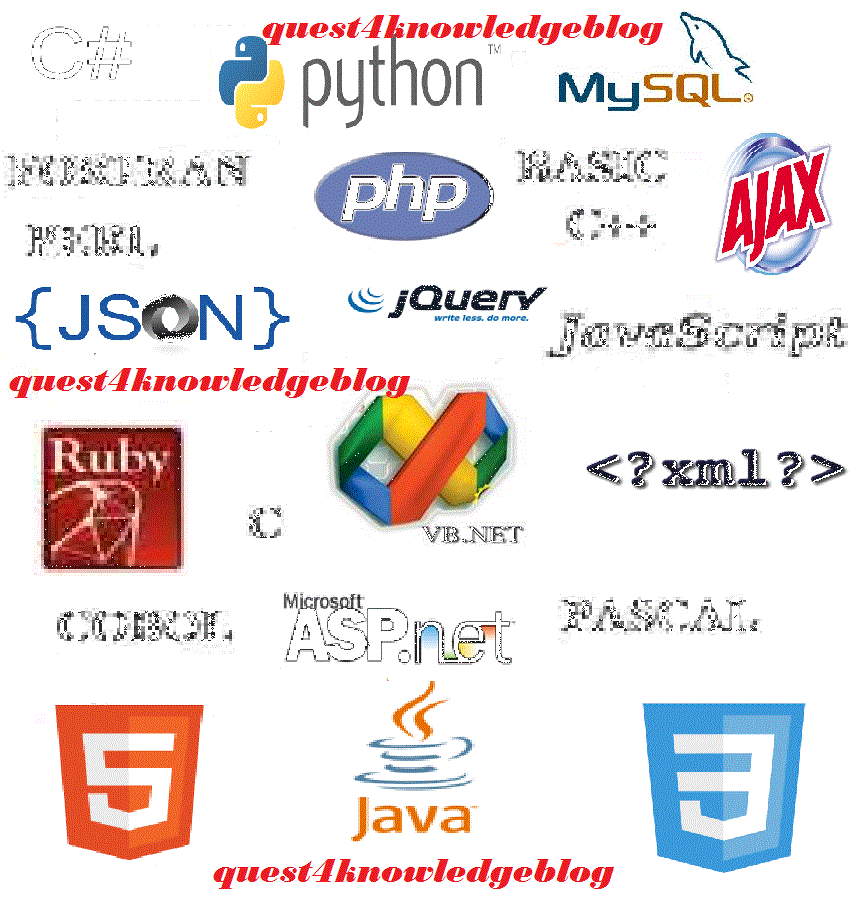 quest4knowledgeblog
C#
python™
MySQL®
FORTRAN
php
BASIC
AJAX
C++
PERL
{JSON}
jQuery
write less. do more.
JavaScript
quest4knowledgeblog
Ruby
<?xml?>
C
VB.NET
COBOL
Microsoft
ASP.net
PASCAL
5
Java
3
quest4knowledgeblog